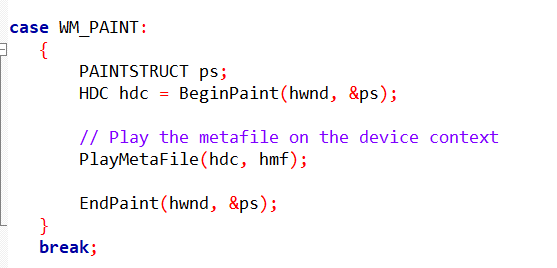 case WM_PAINT:
{
PAINTSTRUCT ps;
HDC hdc = BeginPaint(hwnd, &ps);
// Play the metafile on the device context
PlayMetaFile(hdc, hmf);
EndPaint(hwnd, &ps);
}
break;